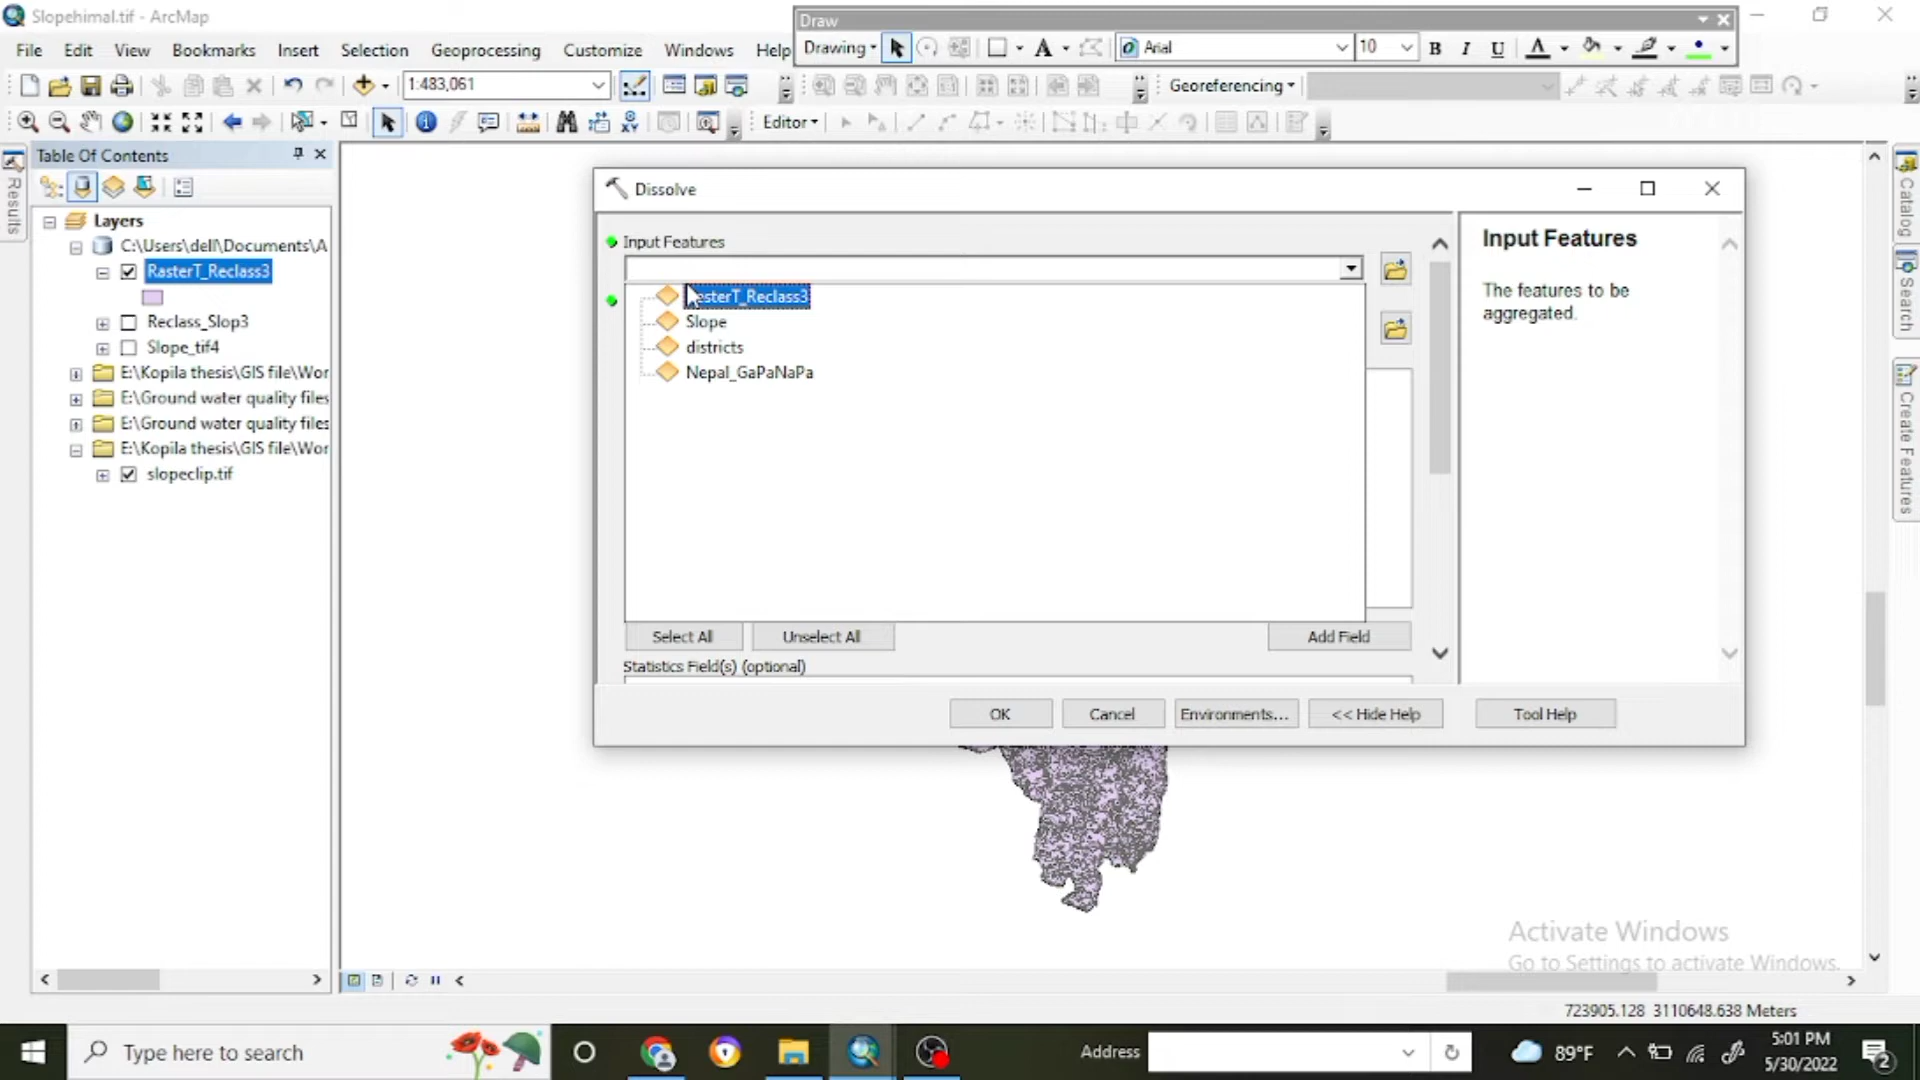 Slopehimal.tif - ArcMap
Draw
File Edit View Bookmarks Insert Selection Geoprocessing Customize Windows Help
Drawing Arial 10 B I U A
1:483,061
Georeferencing
Editor
Table Of Contents
Results
Layers
C:\Users\dell\Documents\A
RasterT_Reclass3
Reclass_Slop3
Slope_tif4
E:\Kopila thesis\GIS file\Wor
E:\Ground water quality files
E:\Ground water quality files
E:\Kopila thesis\GIS file\Wor
slopeclip.tif
Dissolve
Input Features
sterT_Reclass3
Slope
districts
Nepal_GaPaNaPa
Select All Unselect All Add Field
Statistics Field(s) (optional)
OK Cancel Environments... << Hide Help Tool Help
Input Features
The features to be
aggregated.
Catalog
Search
Create Features
Activate Windows
Go to Settings to activate Windows.
723905.128 3110648.638 Meters
Type here to search
Address
89°F
5:01 PM
5/30/2022
2